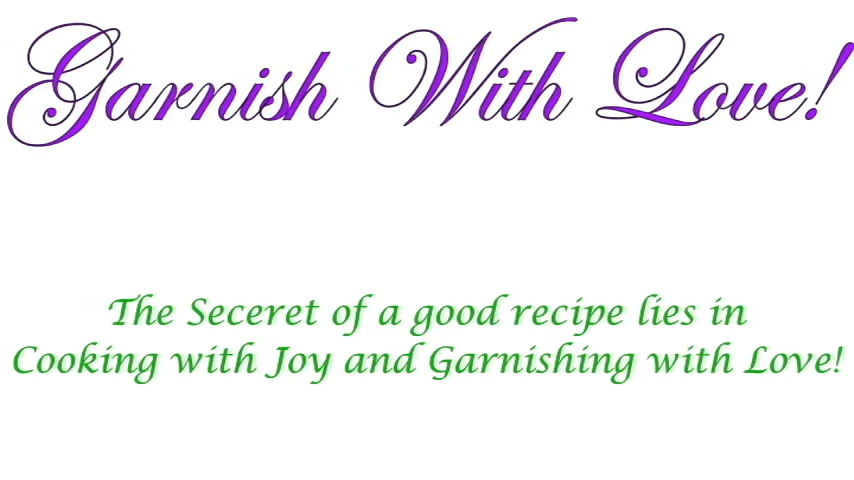 Garnish With Love!
The Seceret of a good recipe lies in
Cooking with Joy and Garnishing with Love!